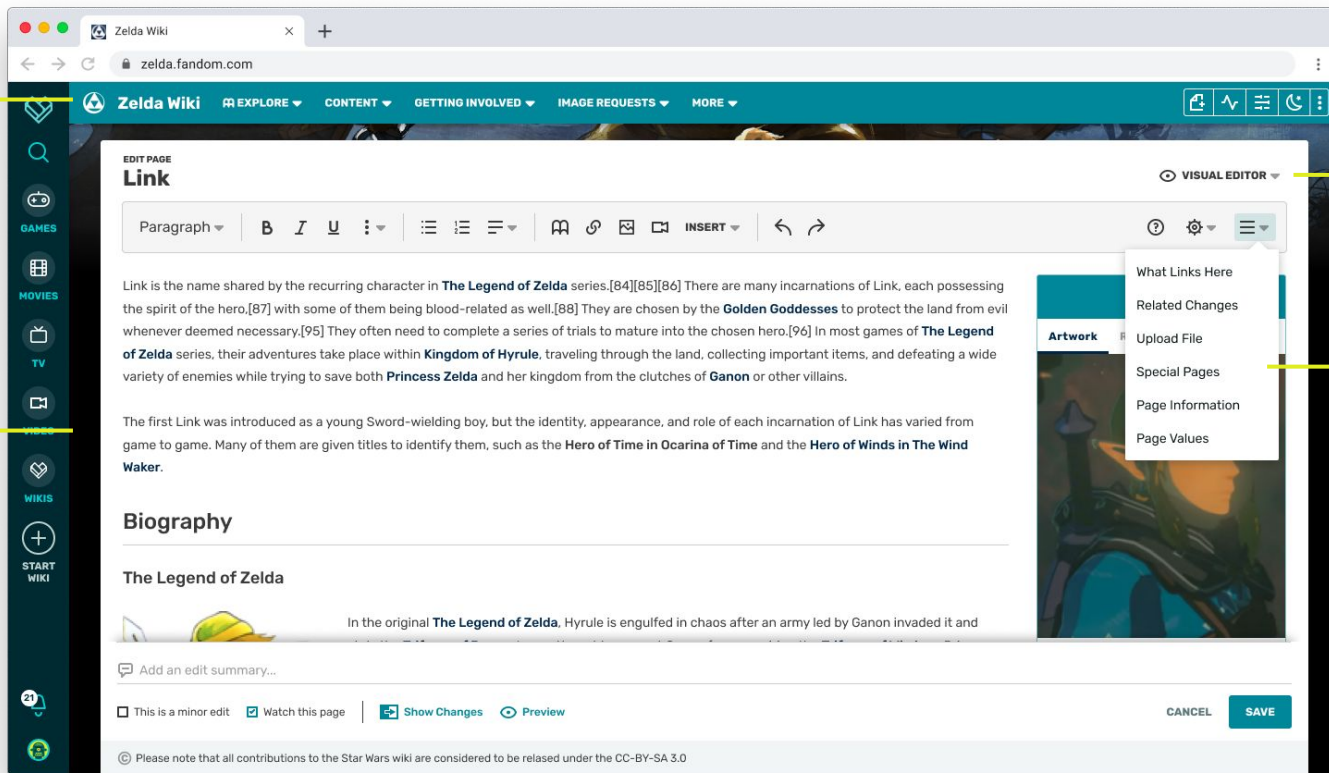 Zelda Wiki
zelda.fandom.com
Zelda Wiki EXPLORE CONTENT GETTING INVOLVED IMAGE REQUESTS MORE
GAMES
MOVIES
TV
VIDEO
WIKIS
START
WIKI
21
EDIT PAGE
Link
VISUAL EDITOR
Paragraph B I U INSERT
What Links Here
Related Changes
Upload File
Special Pages
Page Information
Page Values
Link is the name shared by the recurring character in The Legend of Zelda series.[84][85][86] There are many incarnations of Link, each possessing
the spirit of the hero,[87] with some of them being blood-related as well.[88] They are chosen by the Golden Goddesses to protect the land from evil
whenever deemed necessary.[95] They often need to complete a series of trials to mature into the chosen hero.[96] In most games of The Legend
of Zelda series, their adventures take place within Kingdom of Hyrule, traveling through the land, collecting important items, and defeating a wide
variety of enemies while trying to save both Princess Zelda and her kingdom from the clutches of Ganon or other villains.
The first Link was introduced as a young Sword-wielding boy, but the identity, appearance, and role of each incarnation of Link has varied from
game to game. Many of them are given titles to identify them, such as the Hero of Time in Ocarina of Time and the Hero of Winds in The Wind
Waker.
Artwork
Biography
The Legend of Zelda
In the original The Legend of Zelda, Hyrule is engulfed in chaos after an army led by Ganon invaded it and
Add an edit summary...
This is a minor edit Watch this page Show Changes Preview
CANCEL SAVE
© Please note that all contributions to the Star Wars wiki are considered to be relased under the CC-BY-SA 3.0